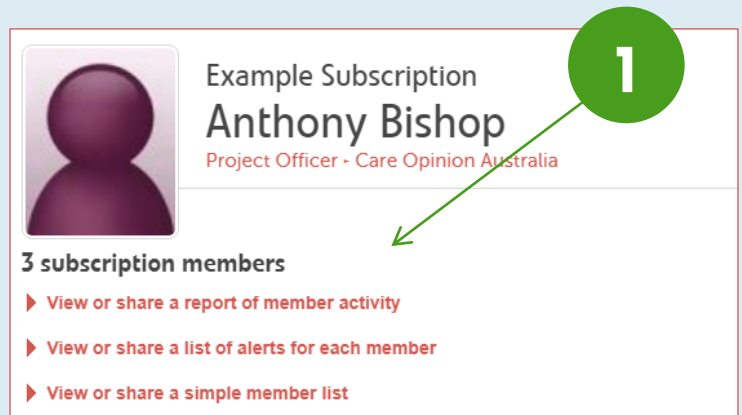 1
Example Subscription
Anthony Bishop
Project Officer - Care Opinion Australia
3 subscription members
View or share a report of member activity
View or share a list of alerts for each member
View or share a simple member list